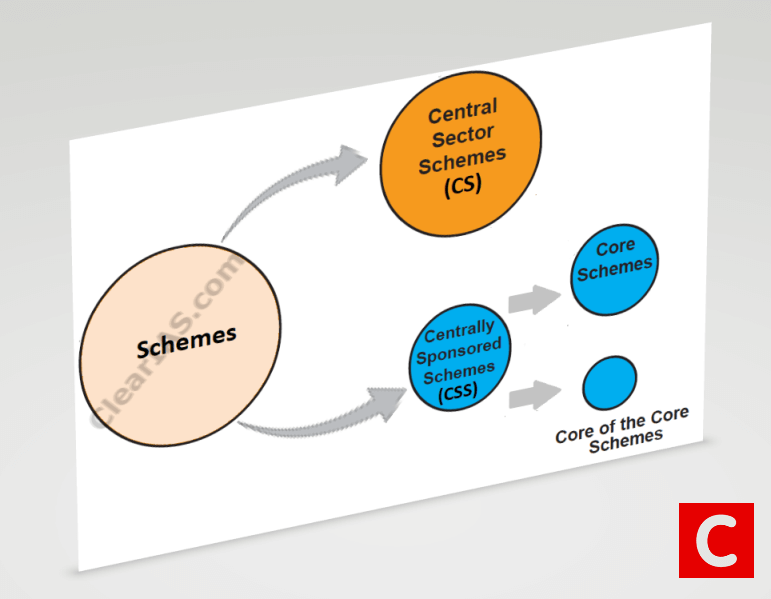 Central
Sector
Schemes
(CS)
Core
Schemes
Schemes
Centrally
Sponsored
Schemes
(CSS)
Core of the Core
Schemes
ClearIAS.com
C